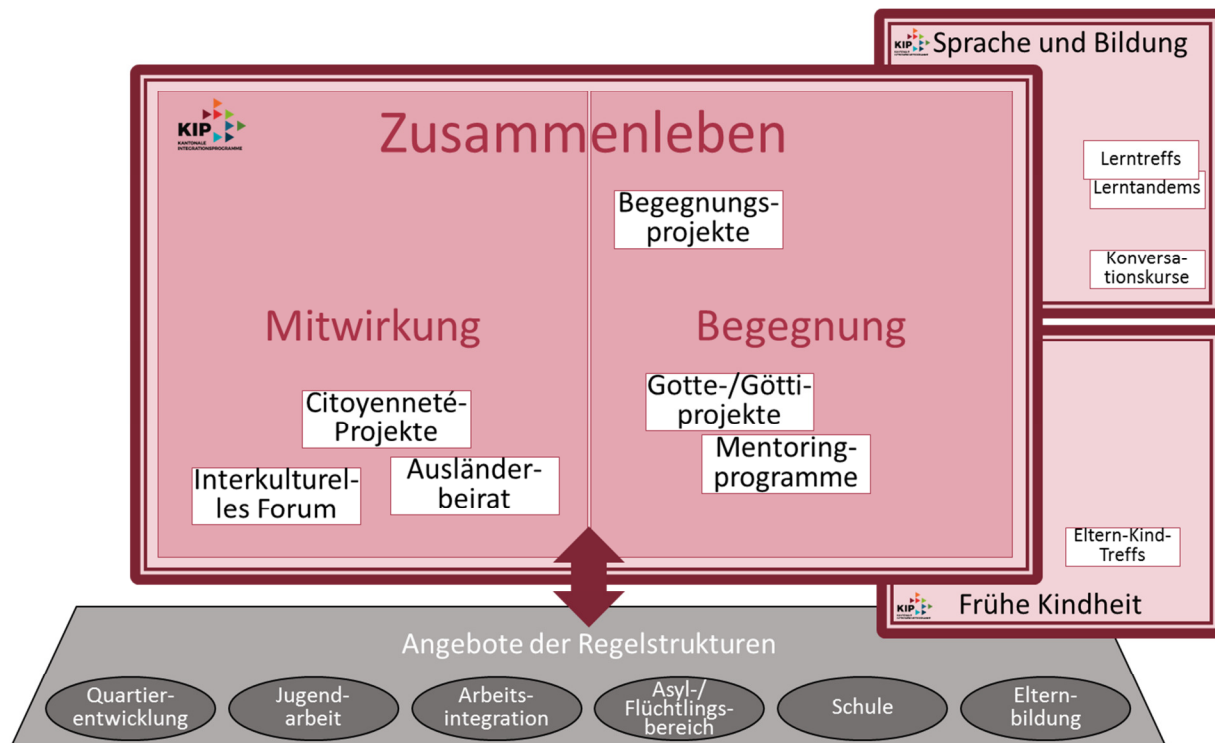 KIP
Sprache und Bildung
Lerntreffs
Lerntandems
Konversa-
tionskurse
KIP
KANTONALE
INTEGRATIONSPROGRAMME
Zusammenleben
Begegnungs-
projekte
Mitwirkung
Begegnung
Citoyenneté-
Projekte
Interkulturel-
les Forum
Ausländer-
beirat
Gotte-/Götti-
projekte
Mentoring-
programme
Eltern-Kind-
Treffs
KIP
Frühe Kindheit
Angebote der Regelstrukturen
Quartier-
entwicklung
Jugend-
arbeit
Arbeits-
integration
Asyl-/
Flüchtlings-
bereich
Schule
Eltern-
bildung